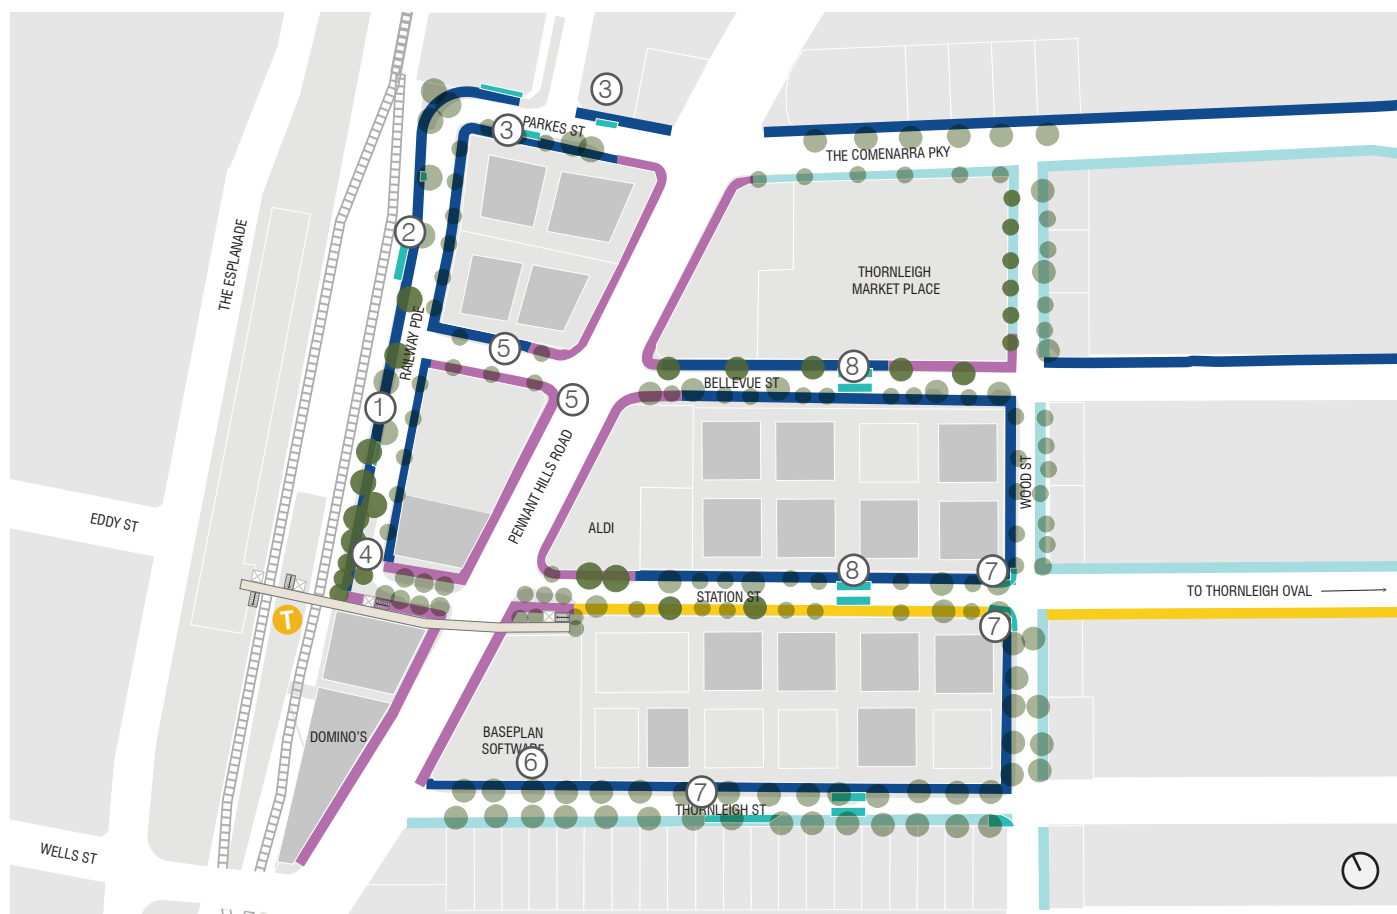 3
3
PARKES ST
THE COMENARRA PKY
2
THE ESPLANADE
THORNLEIGH
MARKET PLACE
RAILWAY PDE
5
8
BELLEVUE ST
5
1
PENNANT HILLS ROAD
WOOD ST
EDDY ST
ALDI
4
8
7
STATION ST
TO THORNLEIGH OVAL
T
7
DOMINO'S
BASEPLAN
SOFTWARE
6
7
THORNLEIGH ST
WELLS ST